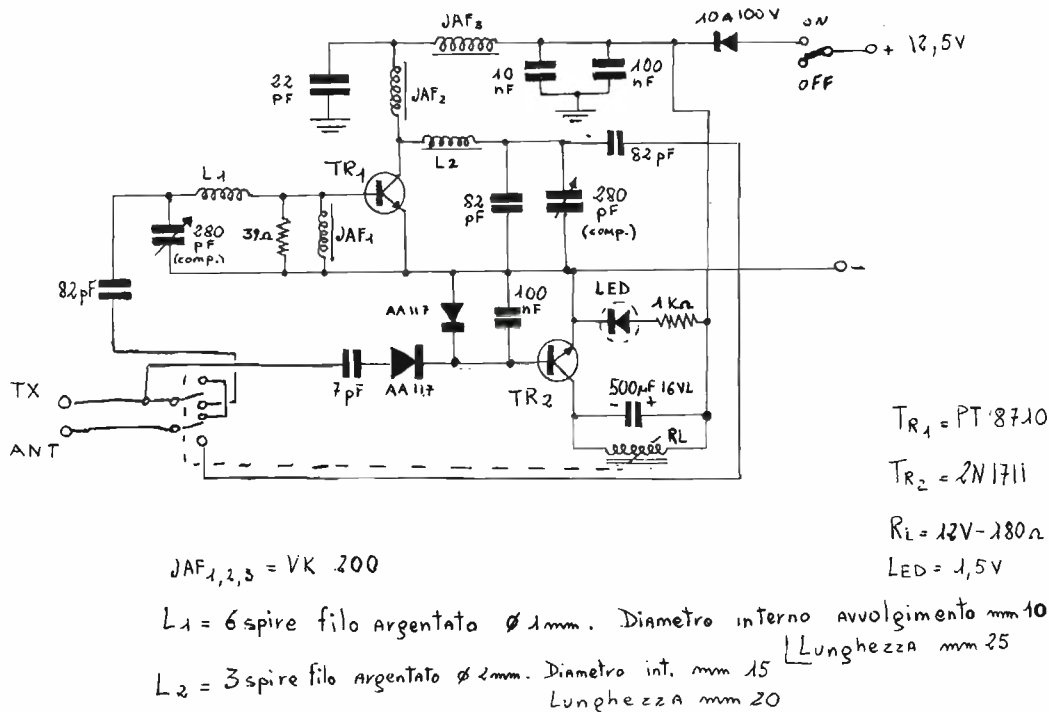 JAF3
10A 100V
ON
+ 12,5V
OFF
22 pF
10 nF
100 nF
JAF2
L2
82 pF
TR1
L1
280 pF (comp.)
39Ω
JAF1
82 pF
280 pF (comp.)
-
82 pF
AA117
100 nF
LED
1KΩ
7 pF
AA117
TR2
500µF 16VL
- +
RL
TX
ANT
TR1 = PT 8710
TR2 = 2N1711
RL = 12V-180Ω
LED = 1,5V
JAF1,2,3 = VK 200
L1 = 6 spire filo argentato Ø 1mm. Diametro interno avvolgimento mm 10
Lunghezza mm 25
L2 = 3 spire filo argentato Ø 2mm. Diametro int. mm 15
Lunghezza mm 20